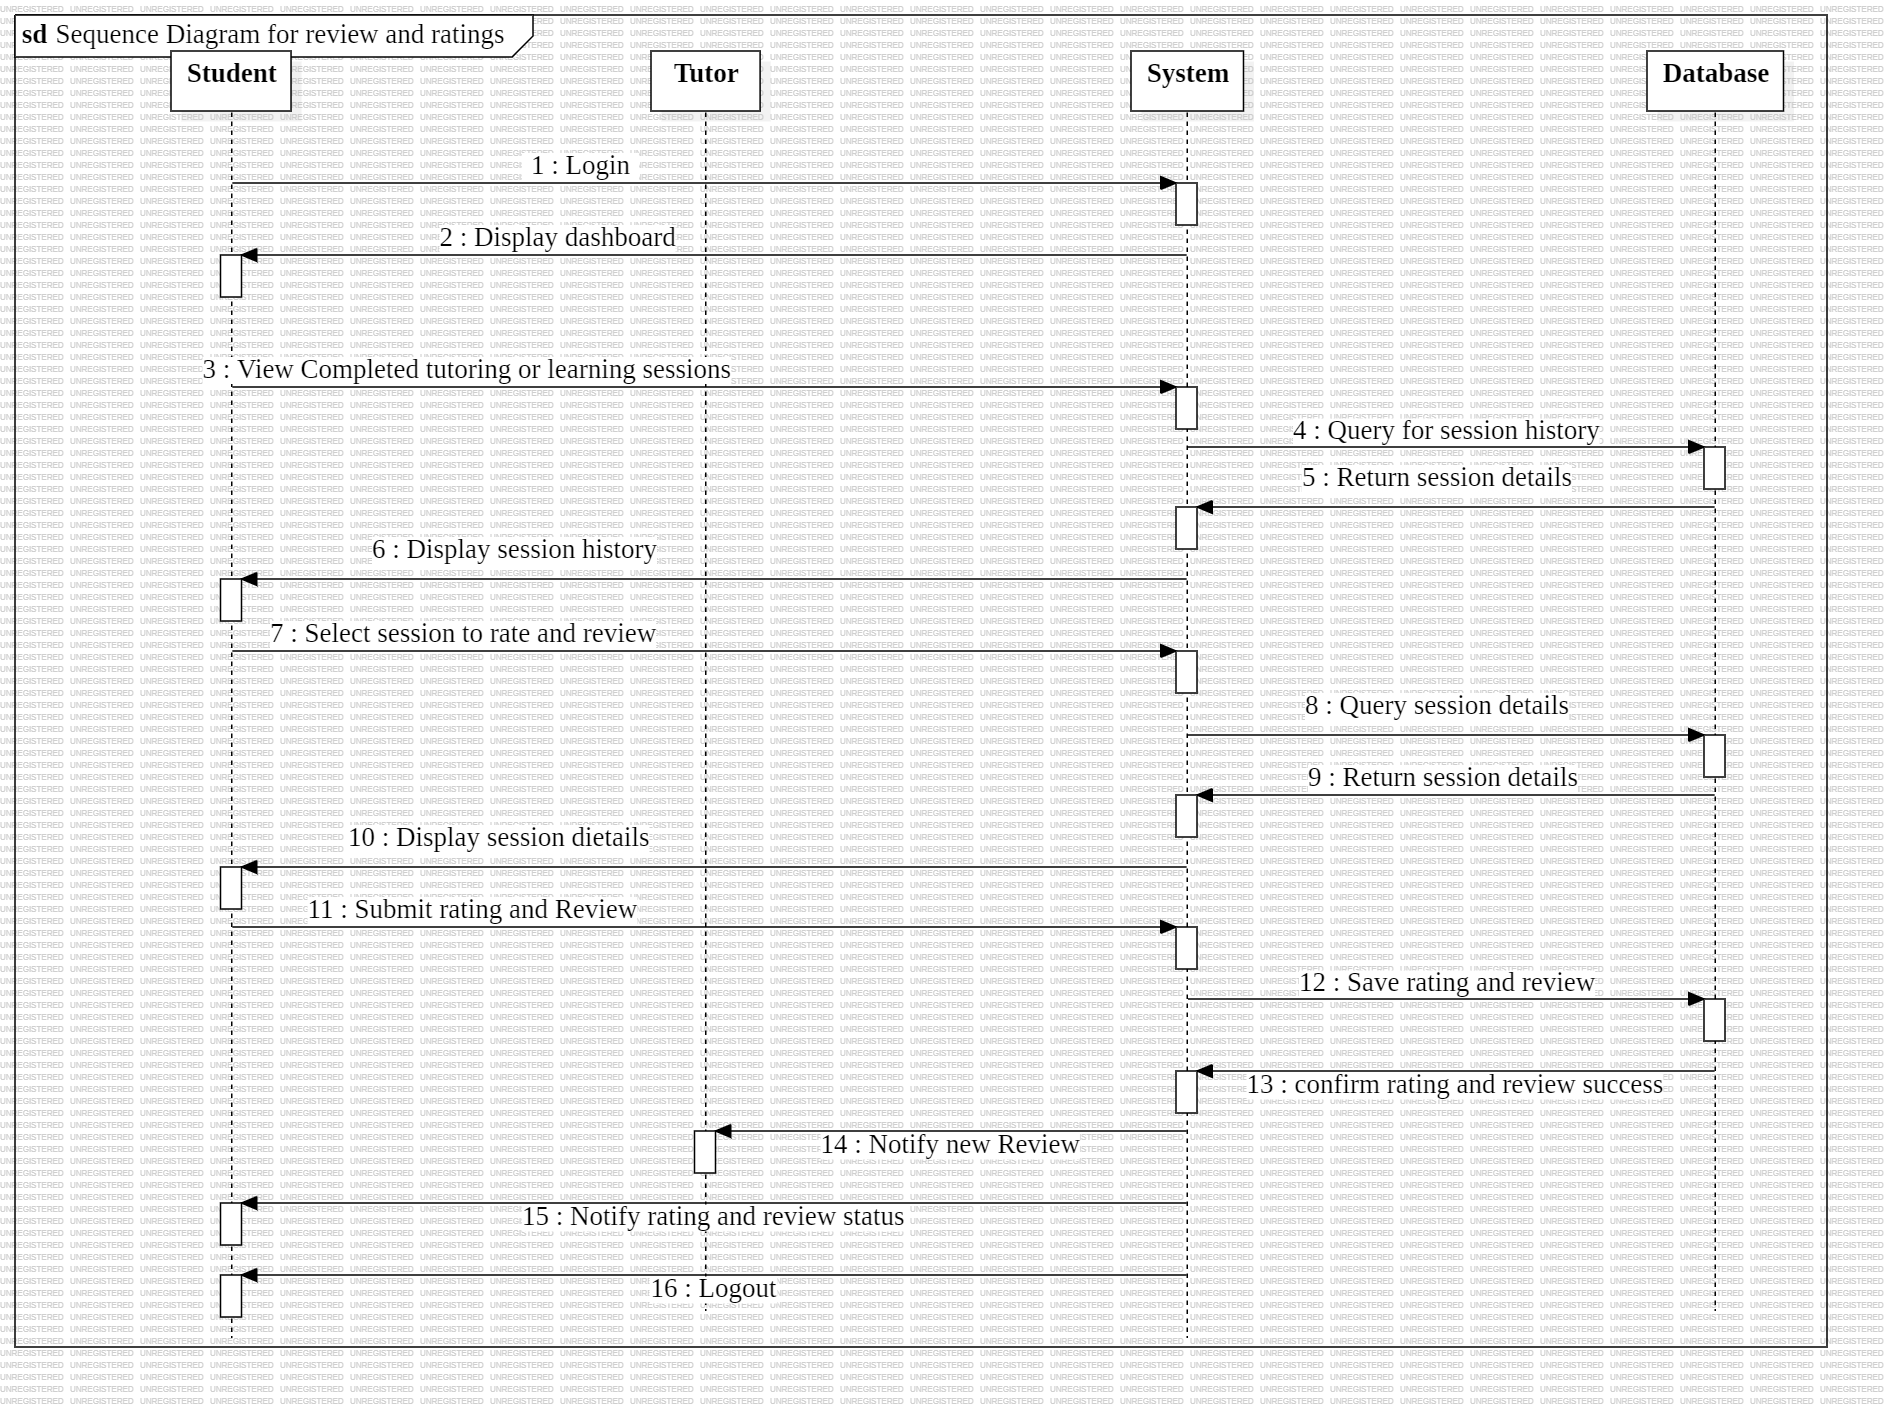 sd Sequence Diagram for review and ratings
Student
Tutor
System
Database
1 : Login
2 : Display dashboard
3 : View Completed tutoring or learning sessions
4 : Query for session history
5 : Return session details
6 : Display session history
7 : Select session to rate and review
8 : Query session details
9 : Return session details
10 : Display session dietails
11 : Submit rating and Review
12 : Save rating and review
13 : confirm rating and review success
14 : Notify new Review
15 : Notify rating and review status
16 : Logout
UNREGISTERED